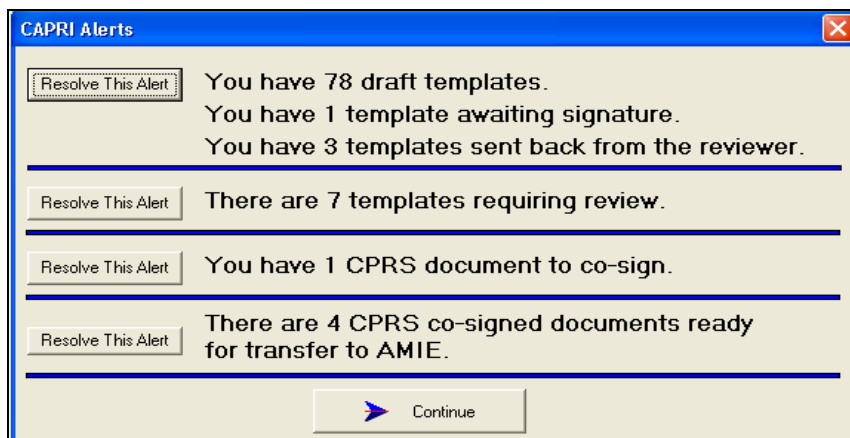 CAPRI Alerts
Resolve This Alert
You have 78 draft templates.
You have 1 template awaiting signature.
You have 3 templates sent back from the reviewer.
Resolve This Alert
There are 7 templates requiring review.
Resolve This Alert
You have 1 CPRS document to co-sign.
Resolve This Alert
There are 4 CPRS co-signed documents ready
for transfer to AMIE.
Continue